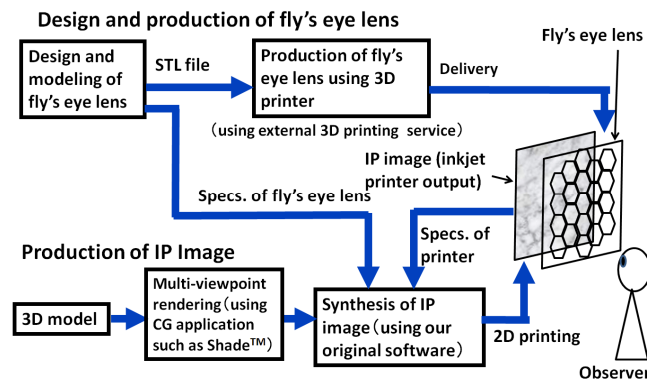 Design and production of fly's eye lens
Design and
modeling of
fly's eye lens
STL file
Production of fly's
eye lens using 3D
printer
(using external 3D printing service)
Delivery
Fly's eye lens
IP image (inkjet
printer output)
Specs. of fly's eye lens
Specs. of
printer
Production of IP Image
3D model
Multi-viewpoint
rendering(using
CG application
such as Shade™)
Synthesis of IP
image(using our
original software)
2D printing
Observer